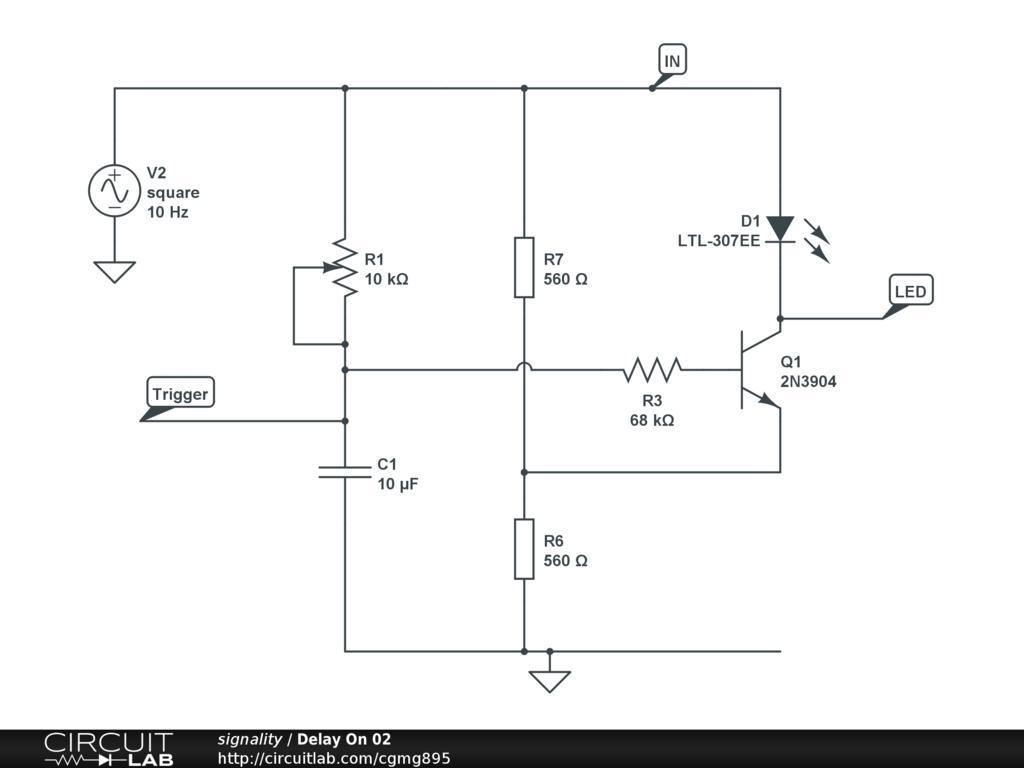 IN
V2
square
10 Hz
R1
10 kΩ
R7
560 Ω
D1
LTL-307EE
LED
Q1
2N3904
R3
68 kΩ
Trigger
C1
10 µF
R6
560 Ω
CIRCUIT
LAB
signality / Delay On 02
http://circuitlab.com/cgmg895